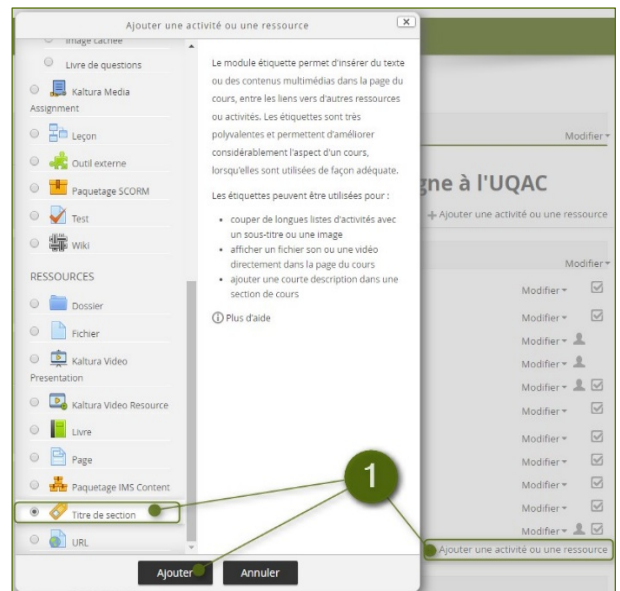 Ajouter une activité ou une ressource
Image cachée
Livre de questions
Kaltura Media
Assignment
Leçon
Outil externe
Paquetage SCORM
Test
Wiki
RESSOURCES
Dossier
Fichier
Kaltura Video
Presentation
Kaltura Video Resource
Livre
Page
Paquetage IMS Content
Titre de section
URL
Le module étiquette permet d'insérer du texte
ou des contenus multimédias dans la page du
cours, entre les liens vers d'autres ressources
ou activités. Les étiquettes sont très
polyvalentes et permettent d'améliorer
considérablement l'aspect d'un cours,
lorsqu'elles sont utilisées de façon adéquate.
Les étiquettes peuvent être utilisées pour :
couper de longues listes d'activités avec
un sous-titre ou une image
afficher un fichier son ou une vidéo
directement dans la page du cours
ajouter une courte description dans une
section de cours
Plus d'aide
Ajouter
Annuler
1
Modifier
gne à l'UQAC
Ajouter une activité ou une ressource
Modifier
Modifier
Modifier
Modifier
Modifier
Modifier
Modifier
Modifier
Modifier
Modifier
Modifier
Modifier
Ajouter une activité ou une ressource